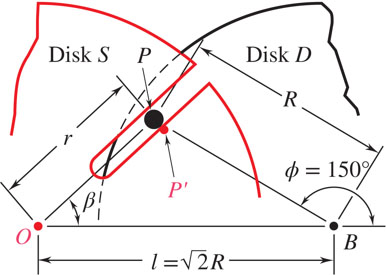 Disk S
P
Disk D
r
R
β
P'
ϕ = 150°
O
B
l = √2R